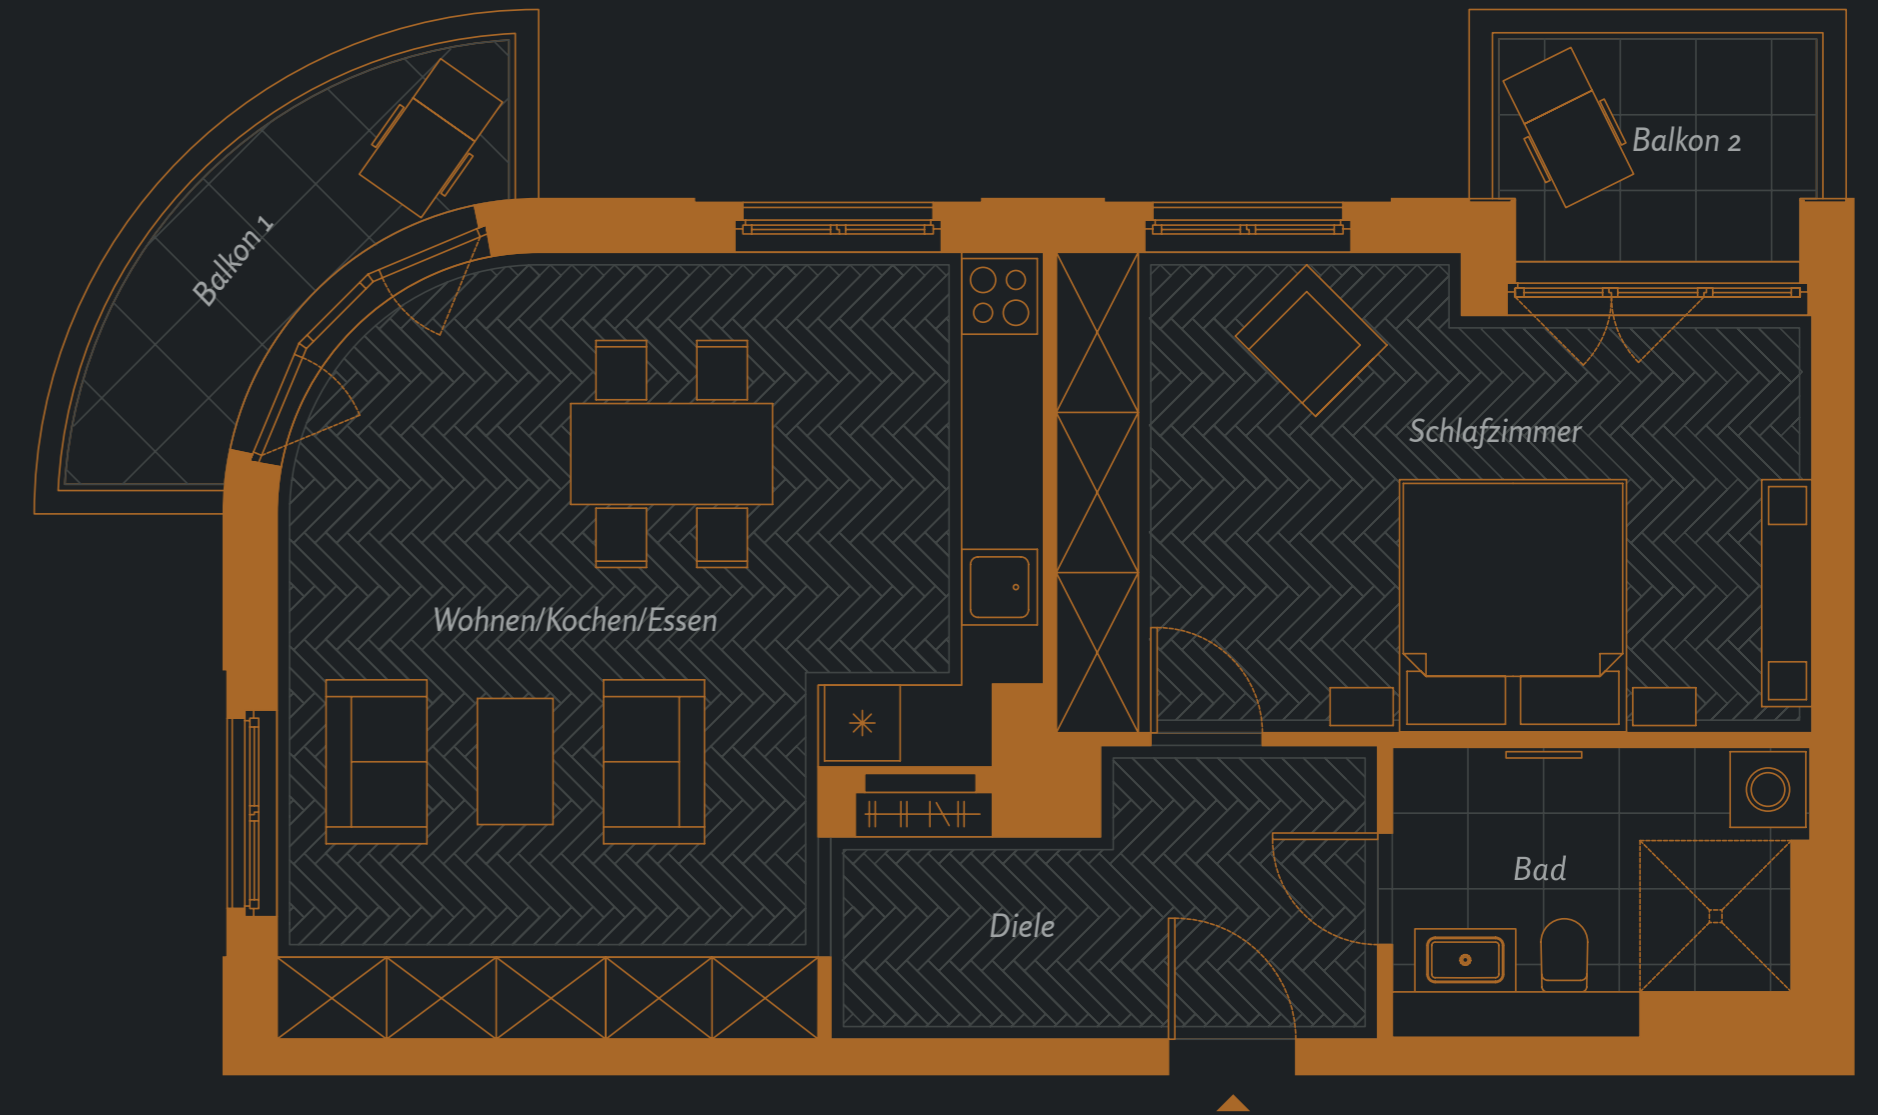 Balkon 1
Balkon 2
Schlafzimmer
Wohnen/Kochen/Essen
Bad
Diele